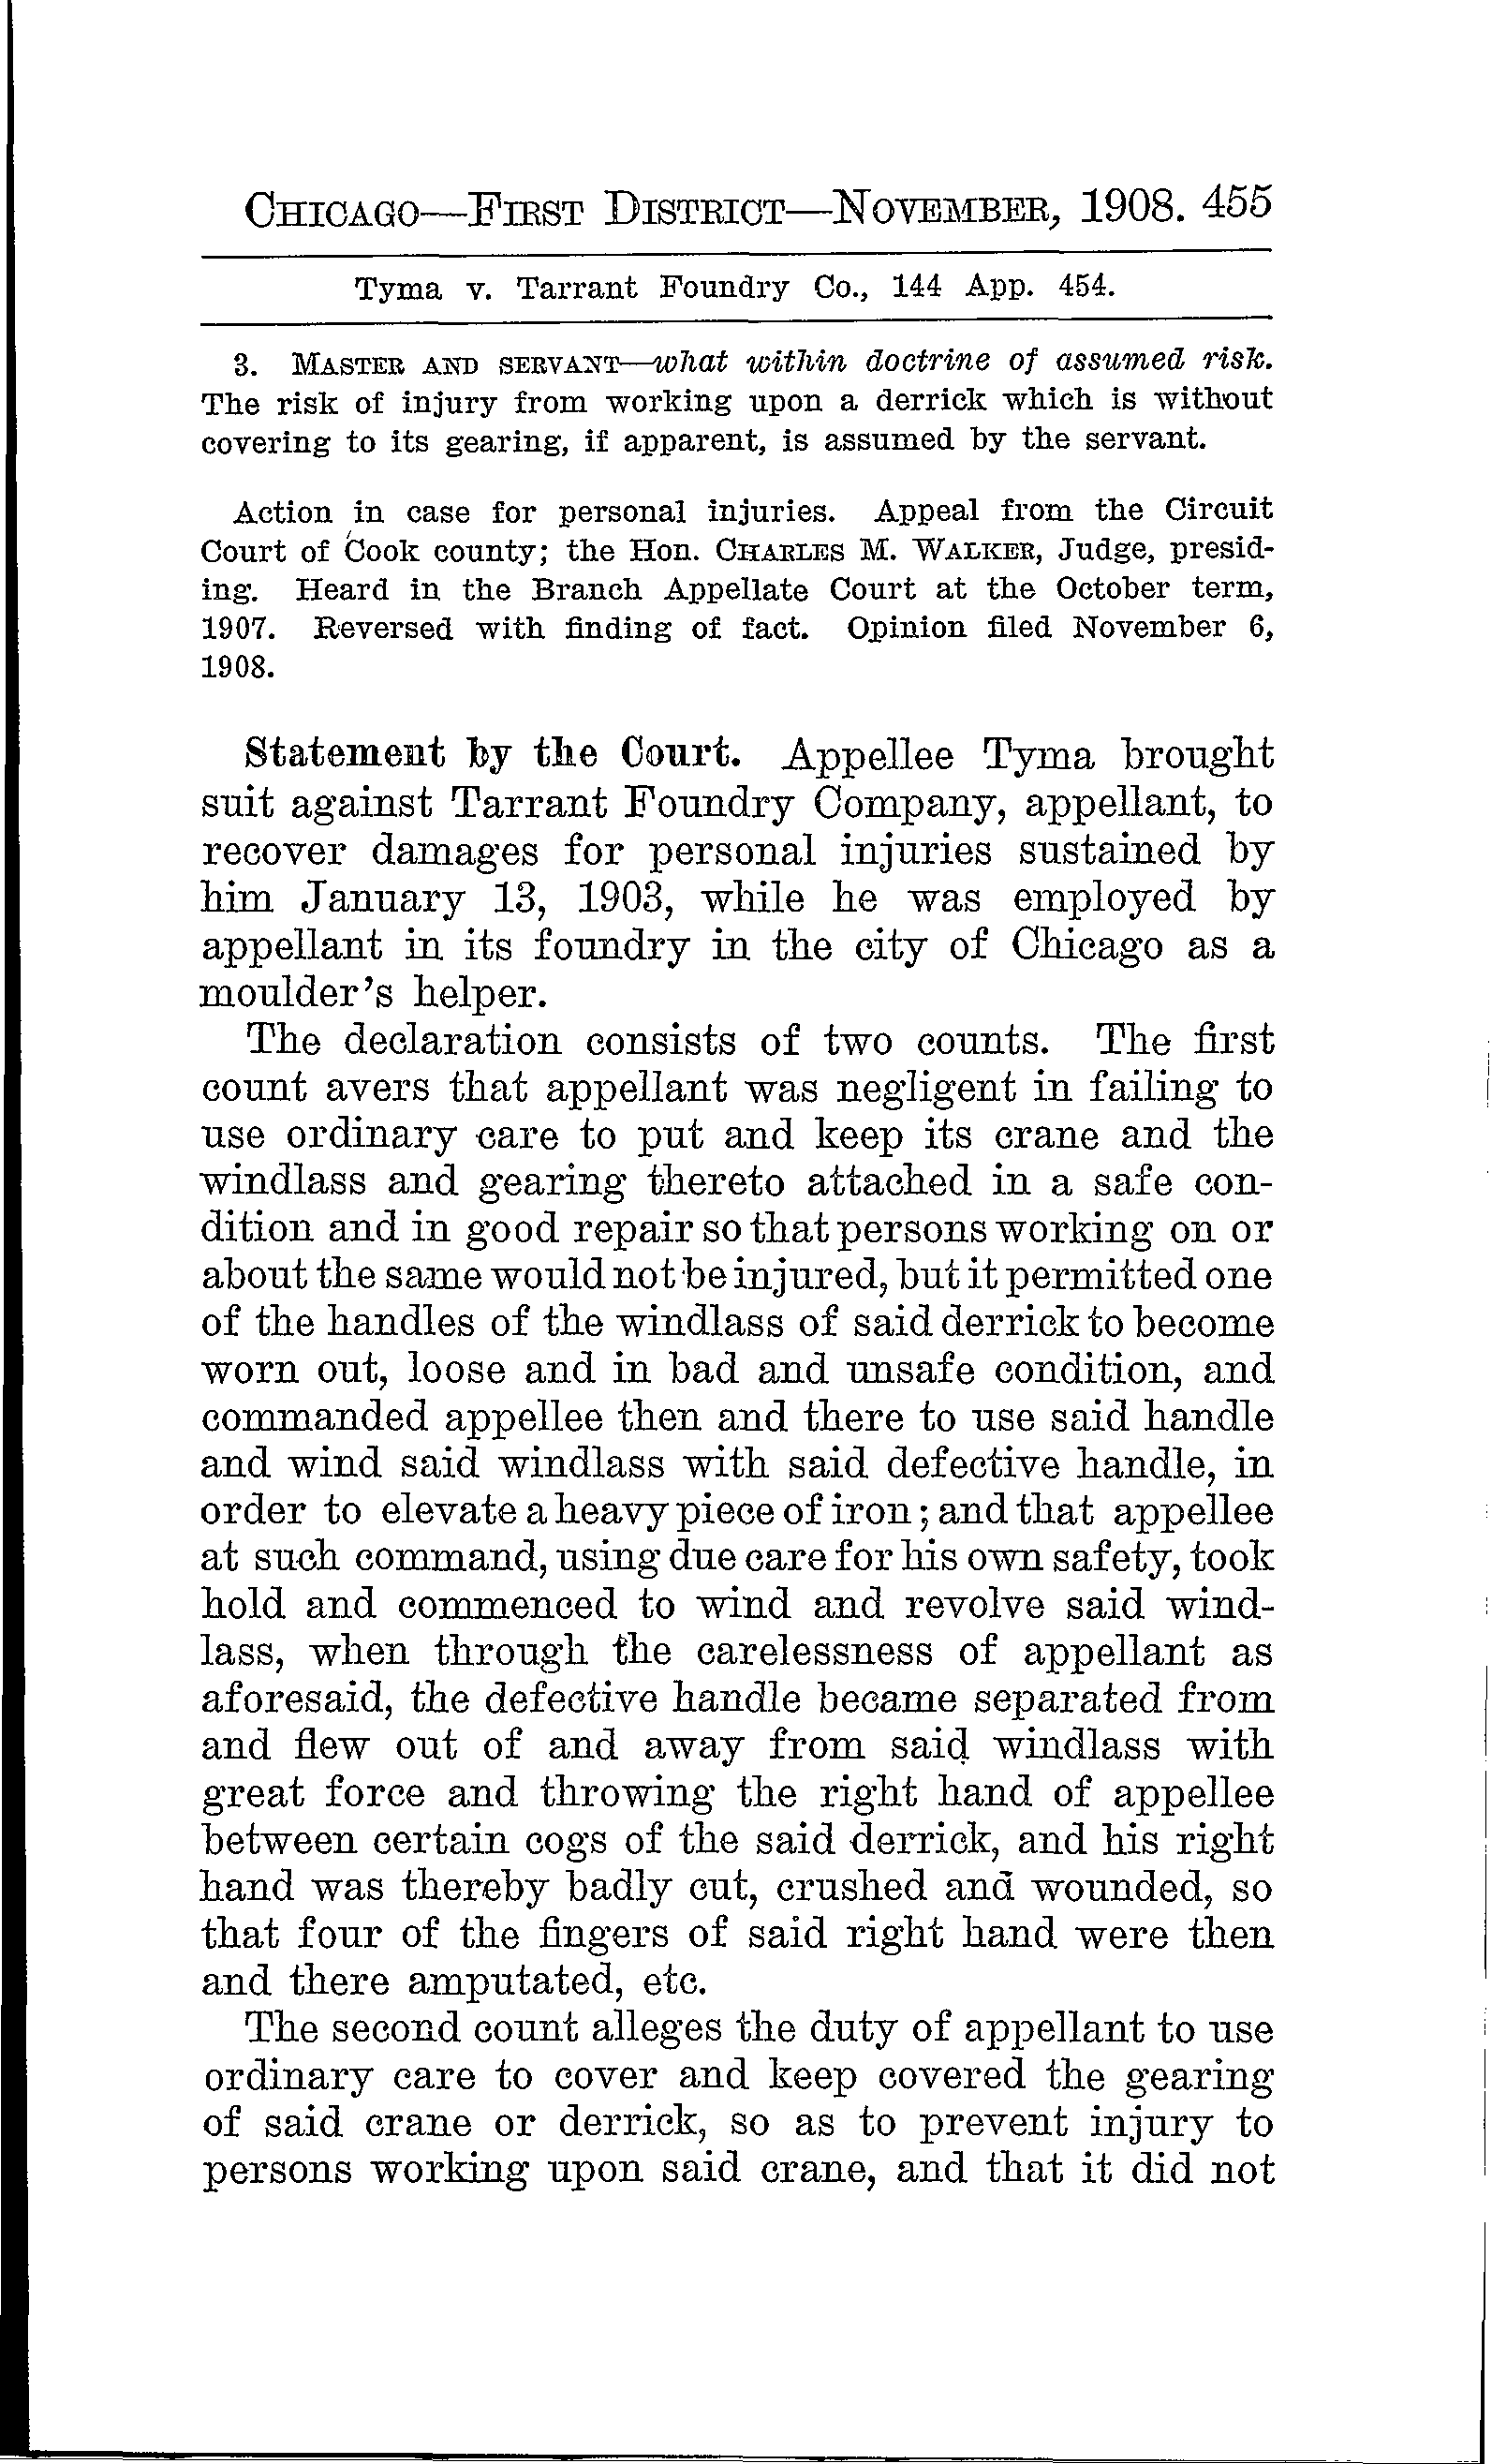 CHICAGO—FIRST DISTRICT—NOVEMBER, 1908. 455
Tyma v. Tarrant Foundry Co., 144 App. 454.
3. MASTER AND SERVANT—what within doctrine of assumed risk.
The risk of injury from working upon a derrick which is without
covering to its gearing, if apparent, is assumed by the servant.
Action in case for personal injuries. Appeal from the Circuit
Court of Cook county; the Hon. CHARLES M. WALKER, Judge, presid-
ing. Heard in the Branch Appellate Court at the October term,
1907. Reversed with finding of fact. Opinion filed November 6,
1908.
Statement by the Court. Appellee Tyma brought
suit against Tarrant Foundry Company, appellant, to
recover damages for personal injuries sustained by
him January 13, 1903, while he was employed by
appellant in its foundry in the city of Chicago as a
moulder's helper.
The declaration consists of two counts. The first
count avers that appellant was negligent in failing to
use ordinary care to put and keep its crane and the
windlass and gearing thereto attached in a safe con-
dition and in good repair so that persons working on or
about the same would not be injured, but it permitted one
of the handles of the windlass of said derrick to become
worn out, loose and in bad and unsafe condition, and
commanded appellee then and there to use said handle
and wind said windlass with said defective handle, in
order to elevate a heavy piece of iron; and that appellee
at such command, using due care for his own safety, took
hold and commenced to wind and revolve said wind-
lass, when through the carelessness of appellant as
aforesaid, the defective handle became separated from
and flew out of and away from said windlass with
great force and throwing the right hand of appellee
between certain cogs of the said derrick, and his right
hand was thereby badly cut, crushed and wounded, so
that four of the fingers of said right hand were then
and there amputated, etc.
The second count alleges the duty of appellant to use
ordinary care to cover and keep covered the gearing
of said crane or derrick, so as to prevent injury to
persons working upon said crane, and that it did not